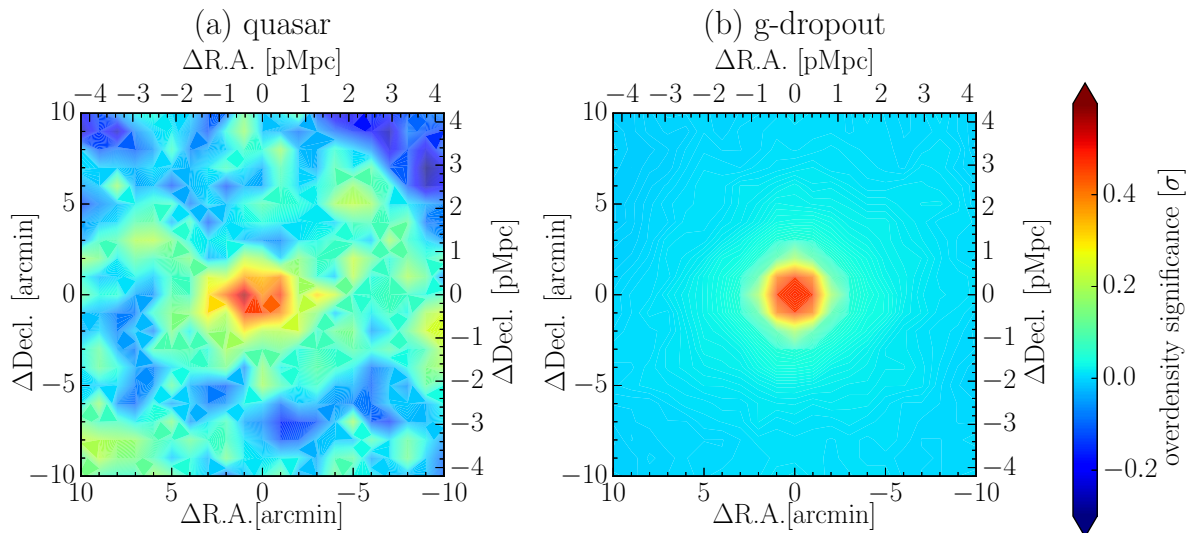 (a) quasar
ΔR.A. [pMpc]
−4 −3 −2 −1 0 1 2 3 4
10
5
0
−5
−10
ΔDecl. [arcmin]
4
3
2
1
0
−1
−2
−3
−4
ΔDecl. [pMpc]
10 5 0 −5 −10
ΔR.A.[arcmin]
(b) g-dropout
ΔR.A. [pMpc]
−4 −3 −2 −1 0 1 2 3 4
10
5
0
−5
−10
ΔDecl. [arcmin]
4
3
2
1
0
−1
−2
−3
−4
ΔDecl. [pMpc]
10 5 0 −5 −10
ΔR.A.[arcmin]
0.4
0.2
0.0
−0.2
overdensity significance [σ]